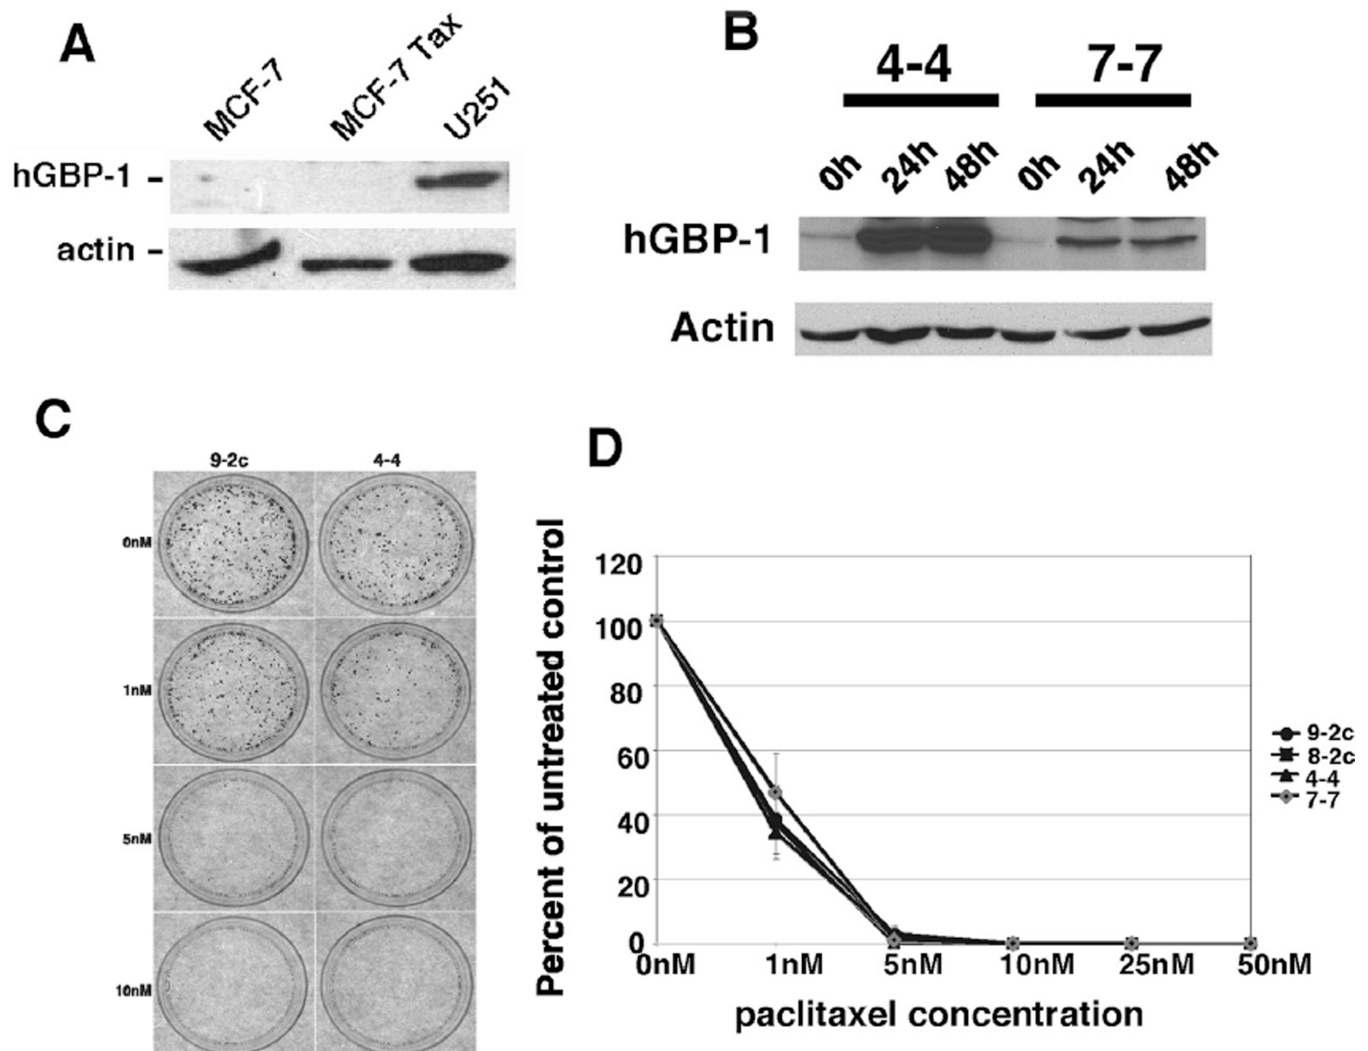 A
MCF-7
MCF-7 Tax
U251
hGBP-1
actin
B
4-4
7-7
0h
24h
48h
0h
24h
48h
hGBP-1
Actin
C
9-2c
4-4
0nM
1nM
5nM
10nM
D
Percent of untreated control
120
100
80
60
40
20
0
0nM
1nM
5nM
10nM
25nM
50nM
paclitaxel concentration
9-2c
8-2c
4-4
7-7